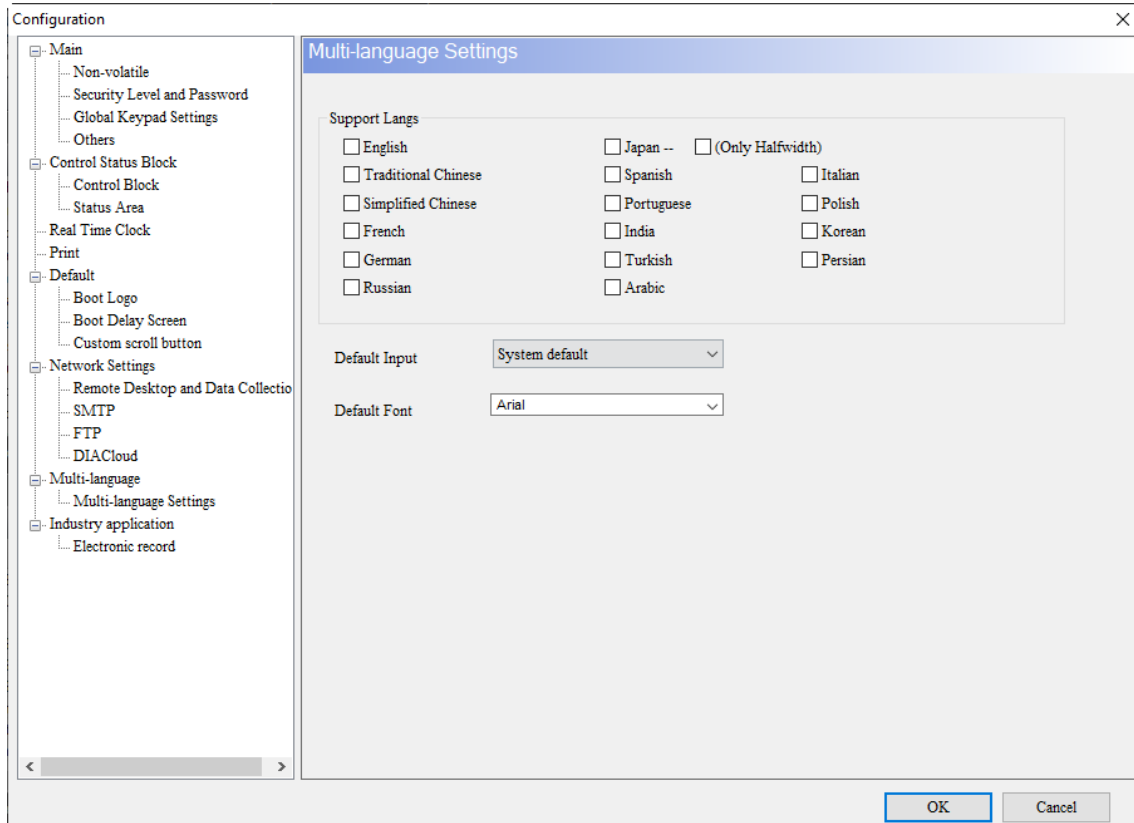 Configuration
Main
Non-volatile
Security Level and Password
Global Keypad Settings
Others
Control Status Block
Control Block
Status Area
Real Time Clock
Print
Default
Boot Logo
Boot Delay Screen
Custom scroll button
Network Settings
Remote Desktop and Data Collectio
SMTP
FTP
DIACloud
Multi-language
Multi-language Settings
Industry application
Electronic record
Multi-language Settings
Support Langs
English
Japan -- (Only Halfwidth)
Traditional Chinese
Spanish
Italian
Simplified Chinese
Portuguese
Polish
French
India
Korean
German
Turkish
Persian
Russian
Arabic
Default Input
System default
Default Font
Arial
OK
Cancel